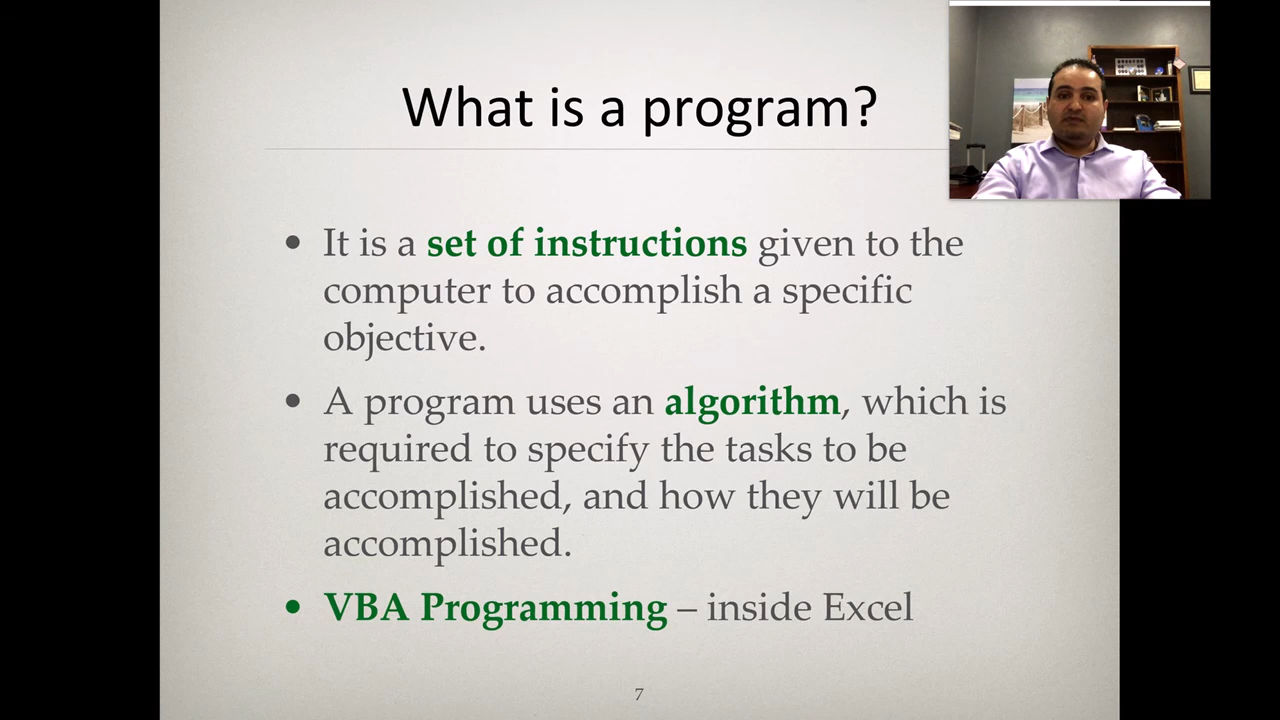 What is a program?
• It is a set of instructions given to the
computer to accomplish a specific
objective.
• A program uses an algorithm, which is
required to specify the tasks to be
accomplished, and how they will be
accomplished.
• VBA Programming – inside Excel
7